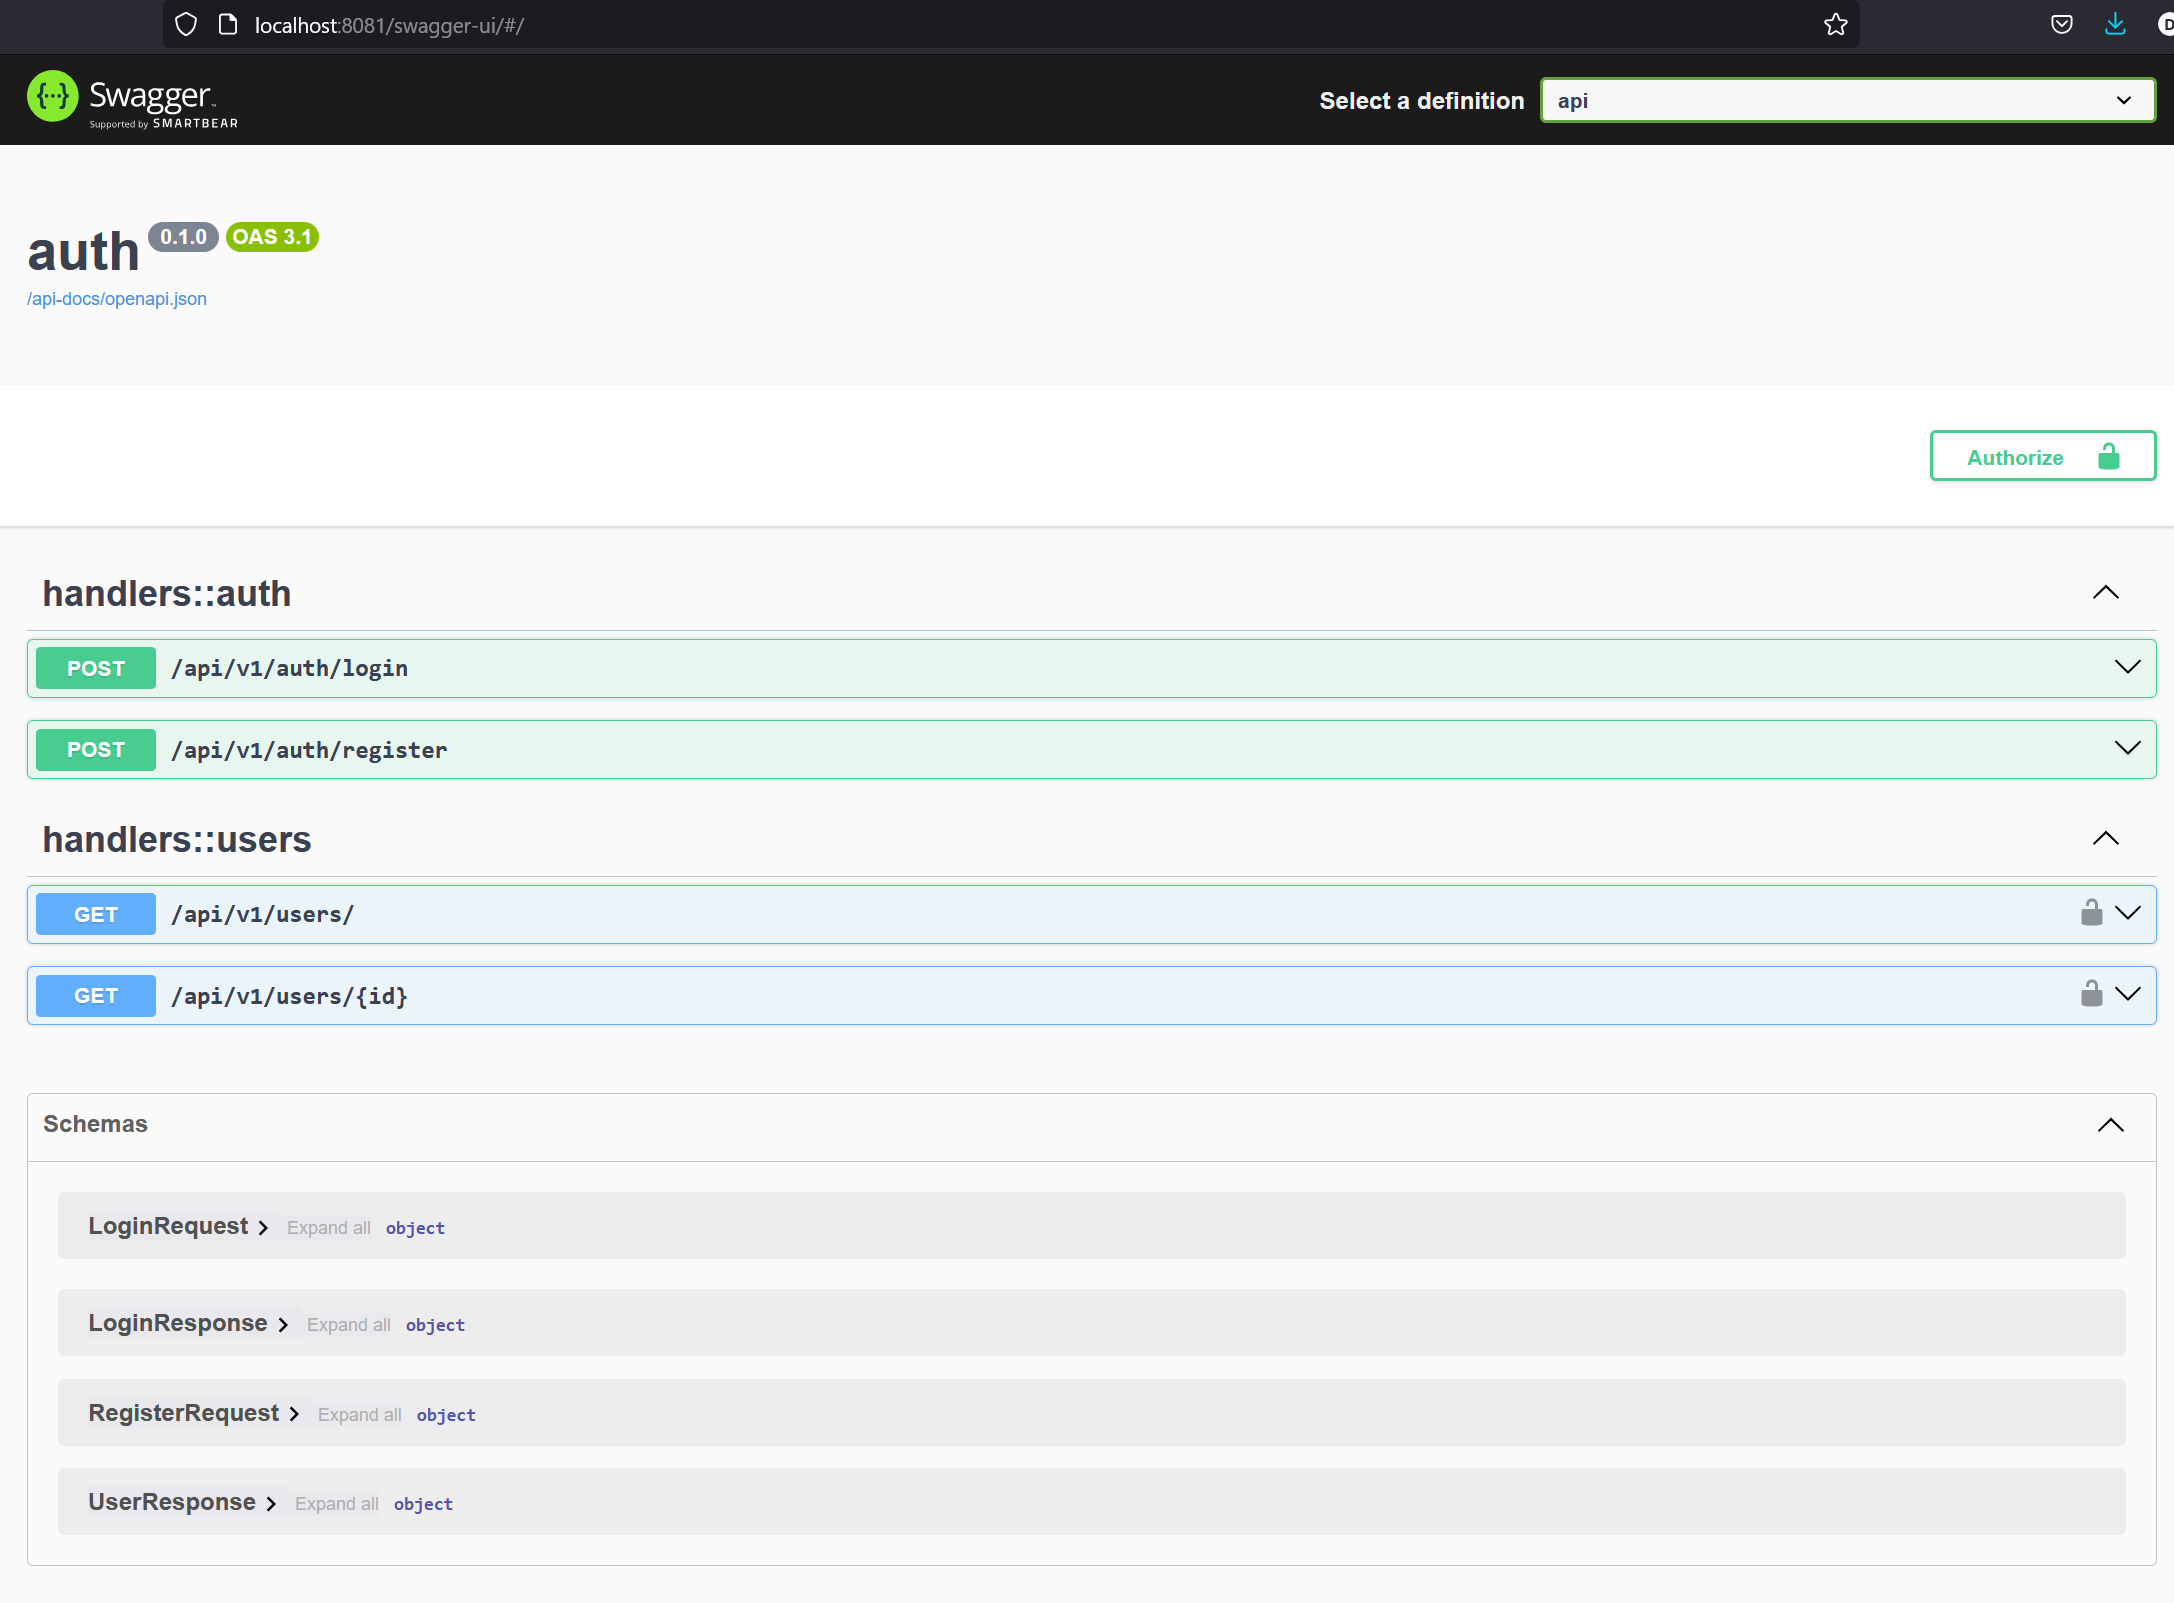 localhost:8081/swagger-ui/#/
D
Swagger™
Supported by SMARTBEAR
Select a definition
api
auth 0.1.0 OAS 3.1
/api-docs/openapi.json
Authorize
handlers::auth
POST /api/v1/auth/login
POST /api/v1/auth/register
handlers::users
GET /api/v1/users/
GET /api/v1/users/{id}
Schemas
LoginRequest Expand all object
LoginResponse Expand all object
RegisterRequest Expand all object
UserResponse Expand all object